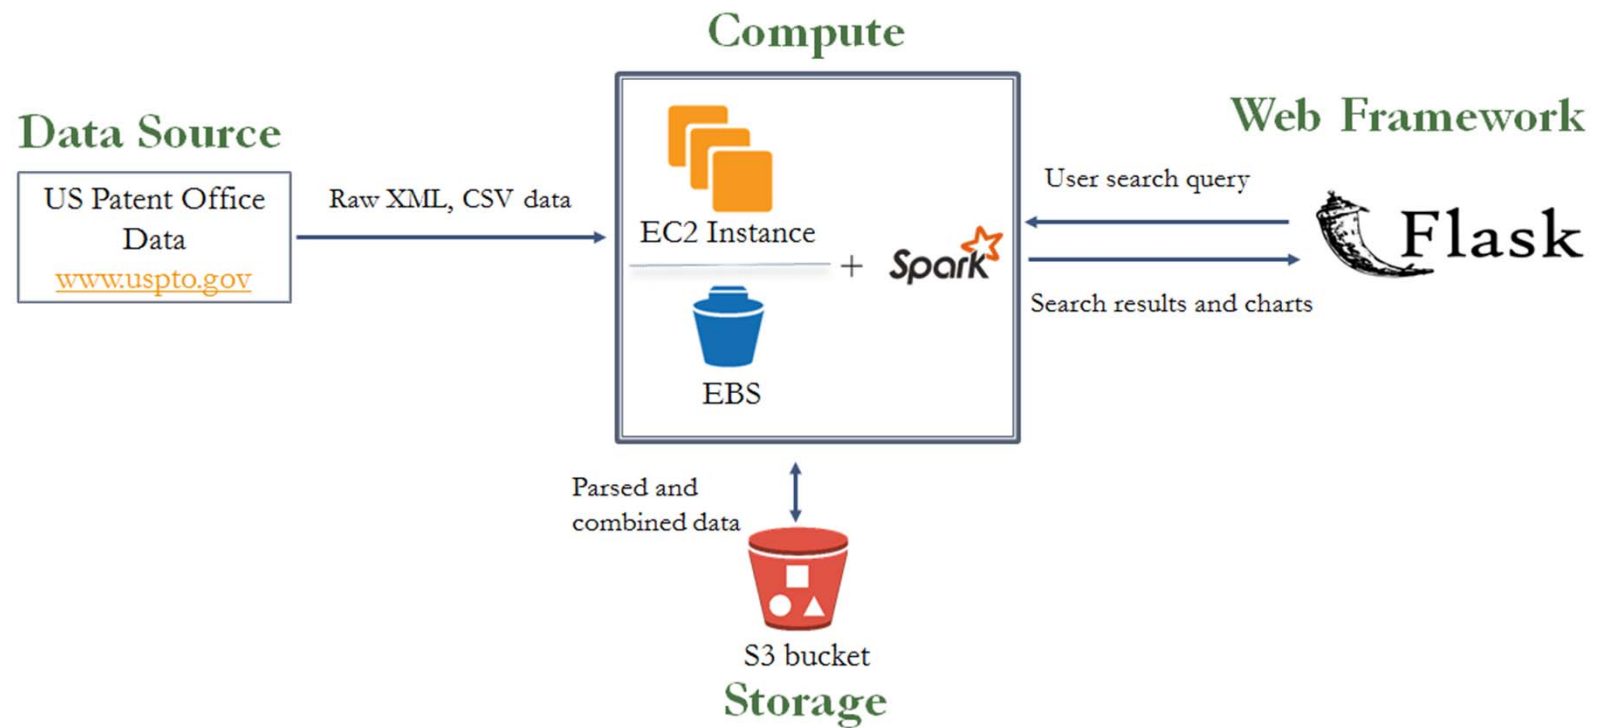 Compute
Data Source
Web Framework
US Patent Office
Data
www.uspto.gov
Raw XML, CSV data
EC2 Instance
+
Spark
EBS
User search query
Flask
Search results and charts
Parsed and
combined data
S3 bucket
Storage